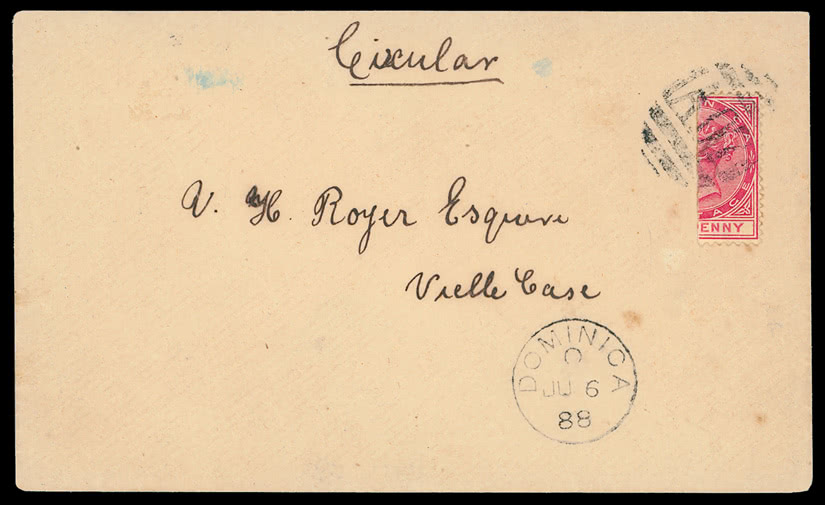 Circular
V. H. Royer Esquire
Vielle Case
PENNY
DOMINICA
C
JU 6
88